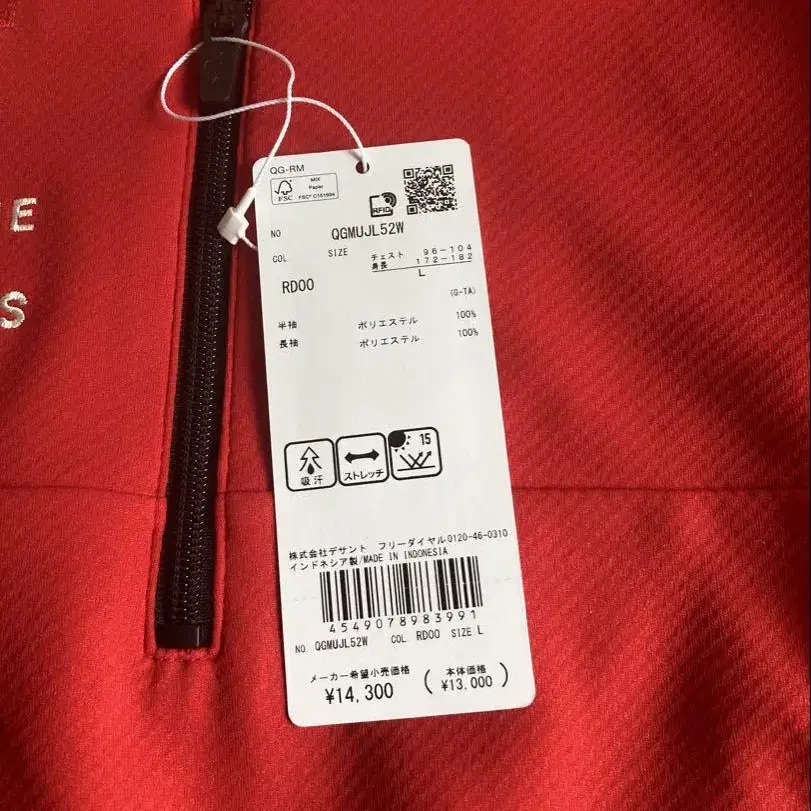 E
S
QG-RM
FSC
MIX
Paper
FSC® C151994
RFID
NO QGMUJL52W
COL SIZE チェスト 96-104
身長 172-182
RD00 L
(G-TA)
半袖 ポリエステル 100%
長袖 ポリエステル 100%
吸汗
ストレッチ
15
株式会社デサント フリーダイヤル0120-46-0310
インドネシア製/MADE IN INDONESIA
4549078983991
NO. QGMUJL52W COL. RD00 SIZE L
メーカー希望小売価格 (本体価格
¥14,300 ¥13,000)